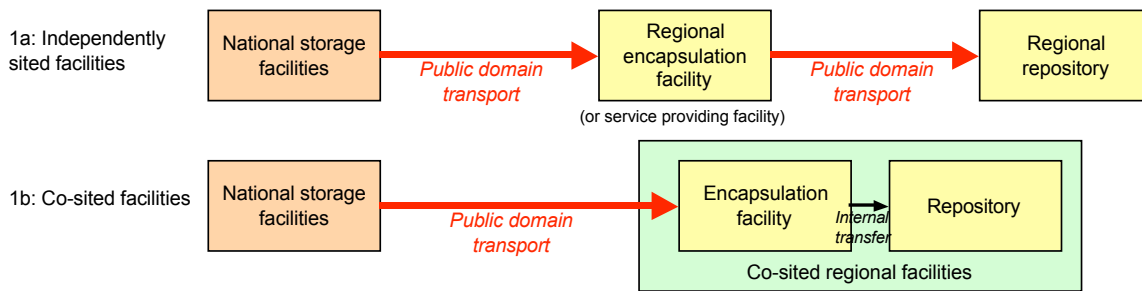 1a: Independently
sited facilities
National storage
facilities
Public domain
transport
Regional
encapsulation
facility
(or service providing facility)
Public domain
transport
Regional
repository
1b: Co-sited facilities
National storage
facilities
Public domain
transport
Encapsulation
facility
Internal
transfer
Repository
Co-sited regional facilities